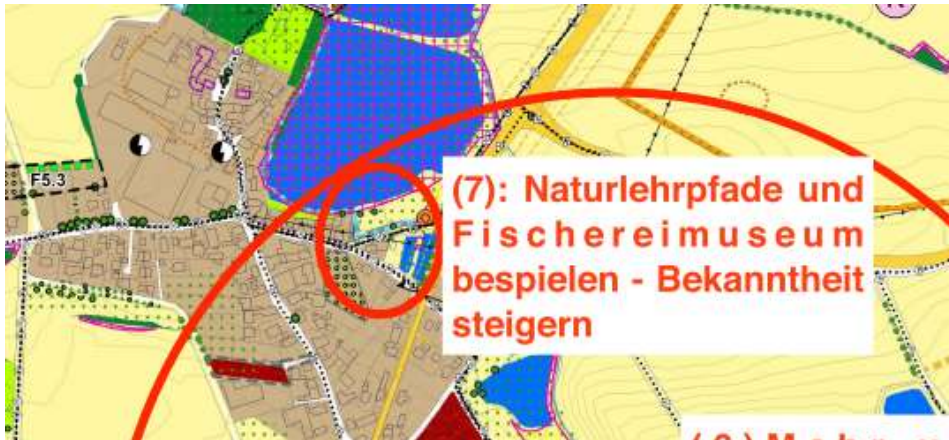 F5.3
(7): Naturlehrpfade und
Fischereimuseum
bespielen - Bekanntheit
steigern